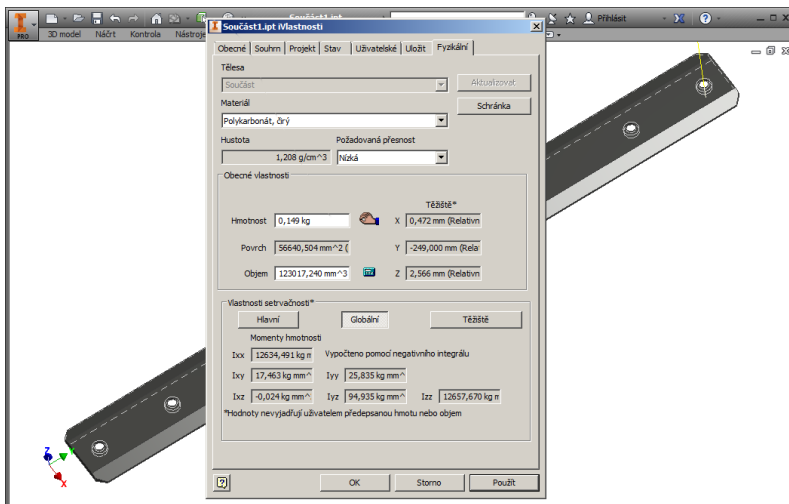 Součást1.ipt
Přihlásit
PRO
3D model Náčrt Kontrola Nástroje
Součást1.ipt iVlastnosti
Obecné Souhrn Projekt Stav Uživatelské Uložit Fyzikální
Tělesa
Součást
Aktualizovat
Materiál
Schránka
Polykarbonát, čirý
Hustota Požadovaná přesnost
1,208 g/cm^3 Nízká
Obecné vlastnosti
Těžiště*
Hmotnost 0,149 kg X 0,472 mm (Relativn
Povrch 56640,504 mm^2 ( Y -249,000 mm (Rela
Objem 123017,240 mm^3 Z 2,566 mm (Relativn
Vlastnosti setrvačnosti*
Hlavní Globální Těžiště
Momenty hmotnosti
Ixx 12634,491 kg m Vypočteno pomocí negativního integrálu
Ixy 17,463 kg mm^ Iyy 25,835 kg mm^
Ixz -0,024 kg mm^ Iyz 94,935 kg mm^ Izz 12657,670 kg m
*Hodnoty nevyjadřují uživatelem předepsanou hmotu nebo objem
OK Storno Použít
Z Y
X